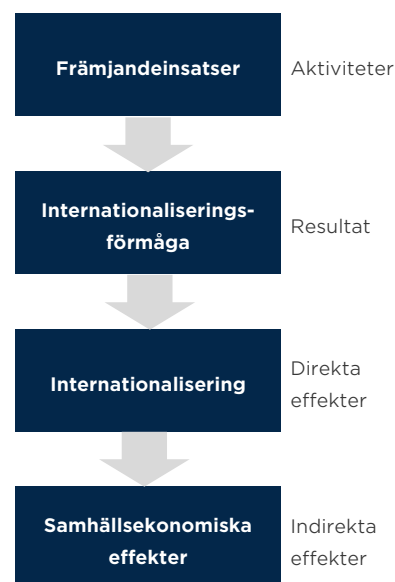 Främjandeinsatser
Aktiviteter
Internationaliserings-
förmåga
Resultat
Internationalisering
Direkta
effekter
Samhällsekonomiska
effekter
Indirekta
effekter